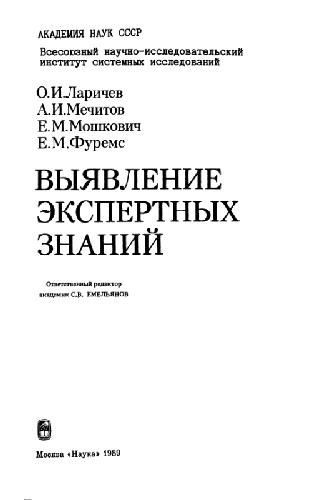 АКАДЕМИЯ НАУК СССР
Всесоюзный научно-исследовательский
институт системных исследований
О.И.Ларичев
А.И.Мечитов
Е.М.Мошкович
Е.М.Фуремс
ВЫЯВЛЕНИЕ
ЭКСПЕРТНЫХ
ЗНАНИЙ
Ответственный редактор
академик С.В. ЕМЕЛЬЯНОВ
Москва «Наука» 1989